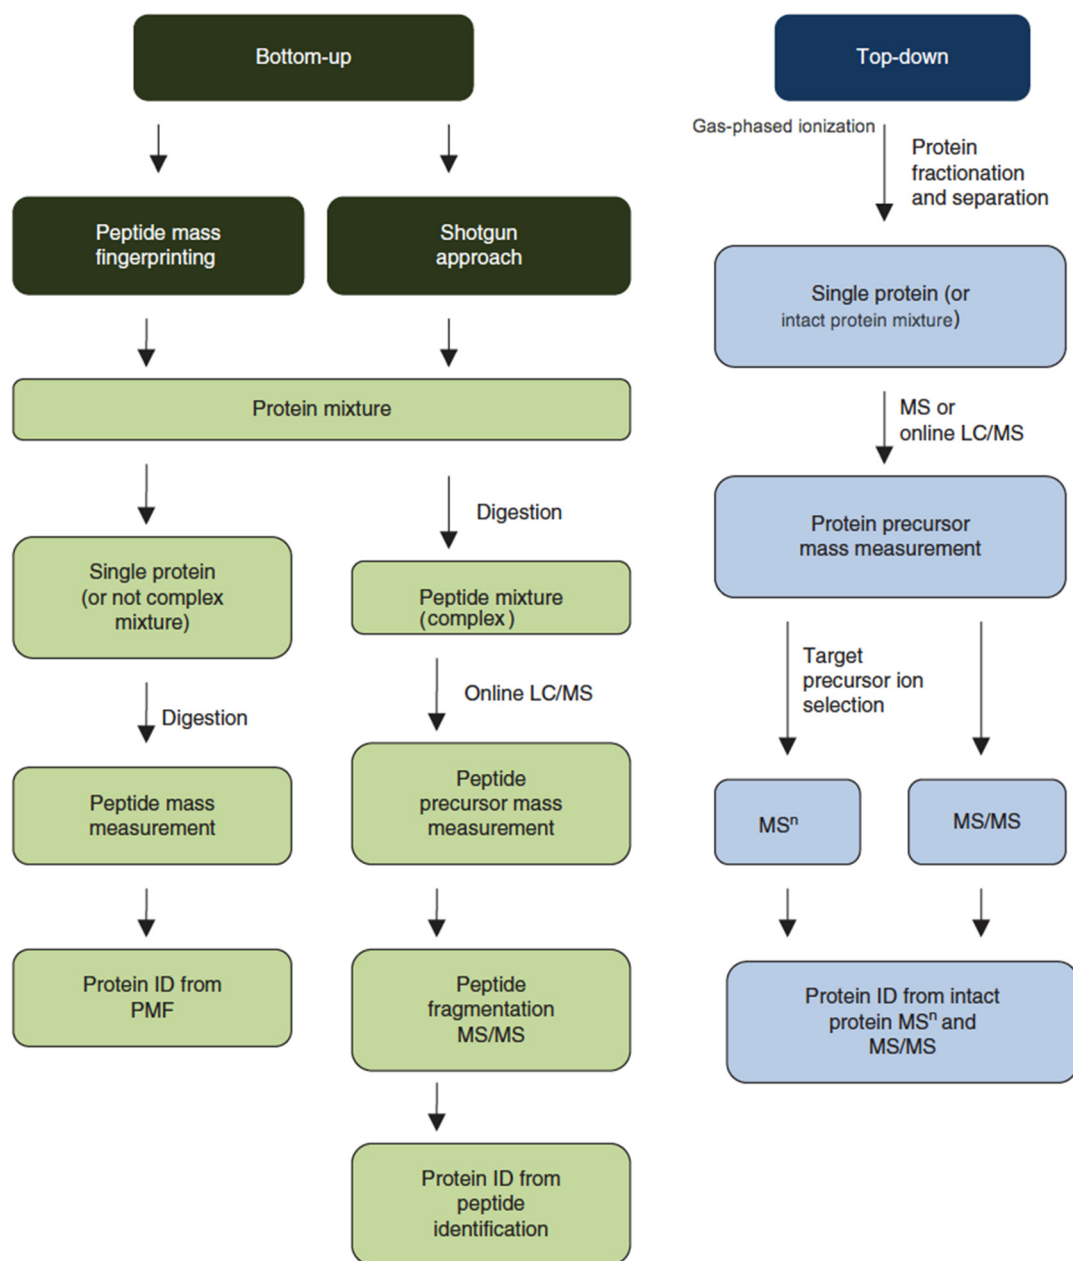 Bottom-up
Peptide mass
fingerprinting
Shotgun
approach
Protein mixture
Single protein
(or not complex
mixture)
Digestion
Peptide mass
measurement
Protein ID from
PMF
Digestion
Peptide mixture
(complex)
Online LC/MS
Peptide
precursor mass
measurement
Peptide
fragmentation
MS/MS
Protein ID from
peptide
identification
Top-down
Gas-phased ionization
Protein
fractionation
and separation
Single protein (or
intact protein mixture)
MS or
online LC/MS
Protein precursor
mass measurement
Target
precursor ion
selection
MSⁿ
MS/MS
Protein ID from intact
protein MSⁿ and
MS/MS